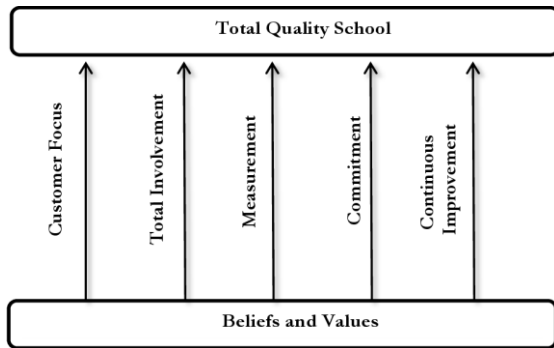 Total Quality School
Customer Focus
Total Involvement
Measurement
Commitment
Continuous
Improvement
Beliefs and Values